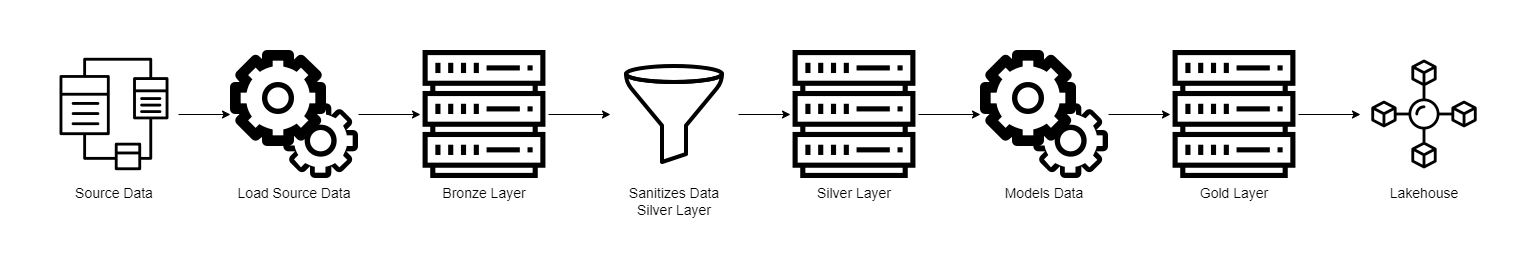 Source Data
Load Source Data
Bronze Layer
Sanitizes Data
Silver Layer
Silver Layer
Models Data
Gold Layer
Lakehouse